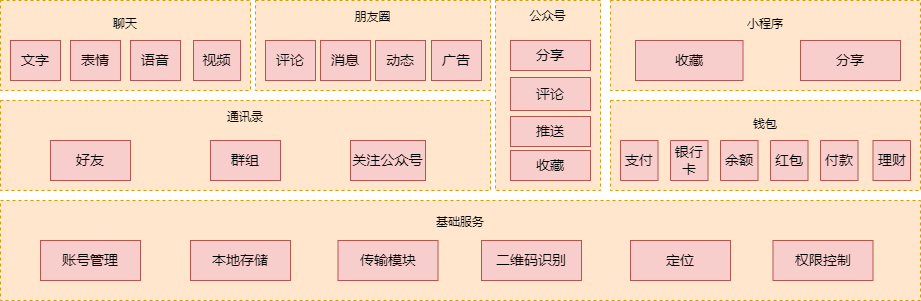 聊天
文字
表情
语音
视频
朋友圈
评论
消息
动态
广告
公众号
分享
评论
推送
收藏
小程序
收藏
分享
通讯录
好友
群组
关注公众号
钱包
支付
银行
卡
余额
红包
付款
理财
基础服务
账号管理
本地存储
传输模块
二维码识别
定位
权限控制